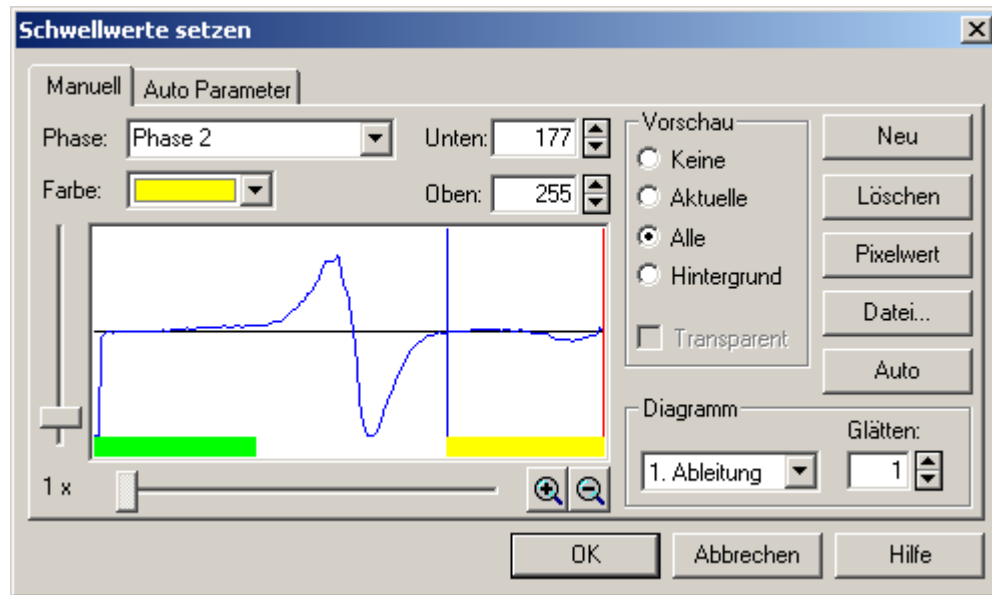 Schwellwerte setzen
Manuell
Auto Parameter
Phase:
Phase 2
Unten:
177
Farbe:
Oben:
255
Vorschau
Keine
Aktuelle
Alle
Hintergrund
Transparent
Neu
Löschen
Pixelwert
Datei...
Auto
Diagramm
Glätten:
1. Ableitung
1
1 x
OK
Abbrechen
Hilfe